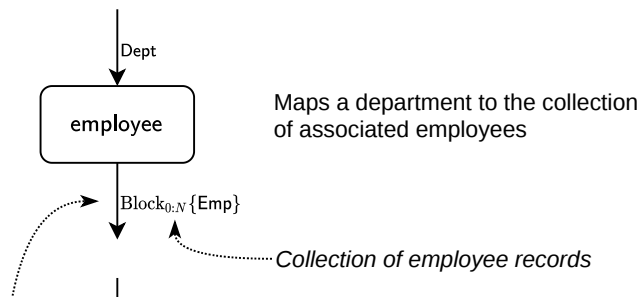 Dept
employee
Maps a department to the collection
of associated employees
Block₀:N{Emp}
Collection of employee records